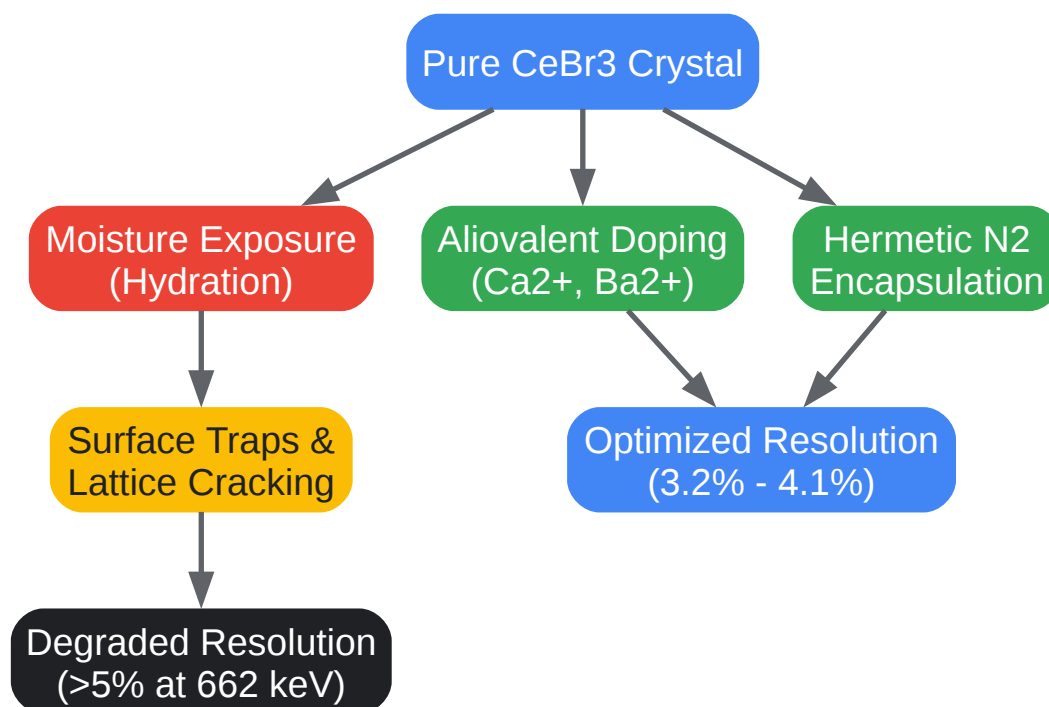 Pure CeBr3 Crystal
Moisture Exposure
(Hydration)
Aliovalent Doping
(Ca2+, Ba2+)
Hermetic N2
Encapsulation
Surface Traps &
Lattice Cracking
Optimized Resolution
(3.2% - 4.1%)
Degraded Resolution
(>5% at 662 keV)